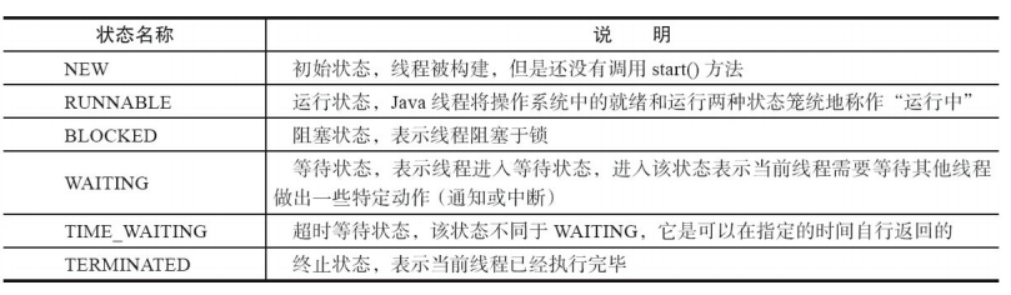 状态名称 说 明
NEW 初始状态，线程被构建，但是还没有调用 start() 方法
RUNNABLE 运行状态，Java 线程将操作系统中的就绪和运行两种状态笼统地称作“运行中”
BLOCKED 阻塞状态，表示线程阻塞于锁
WAITING 等待状态，表示线程进入等待状态，进入该状态表示当前线程需要等待其他线程
做出一些特定动作（通知或中断）
TIME_WAITING 超时等待状态，该状态不同于 WAITING，它是可以在指定的时间自行返回的
TERMINATED 终止状态，表示当前线程已经执行完毕